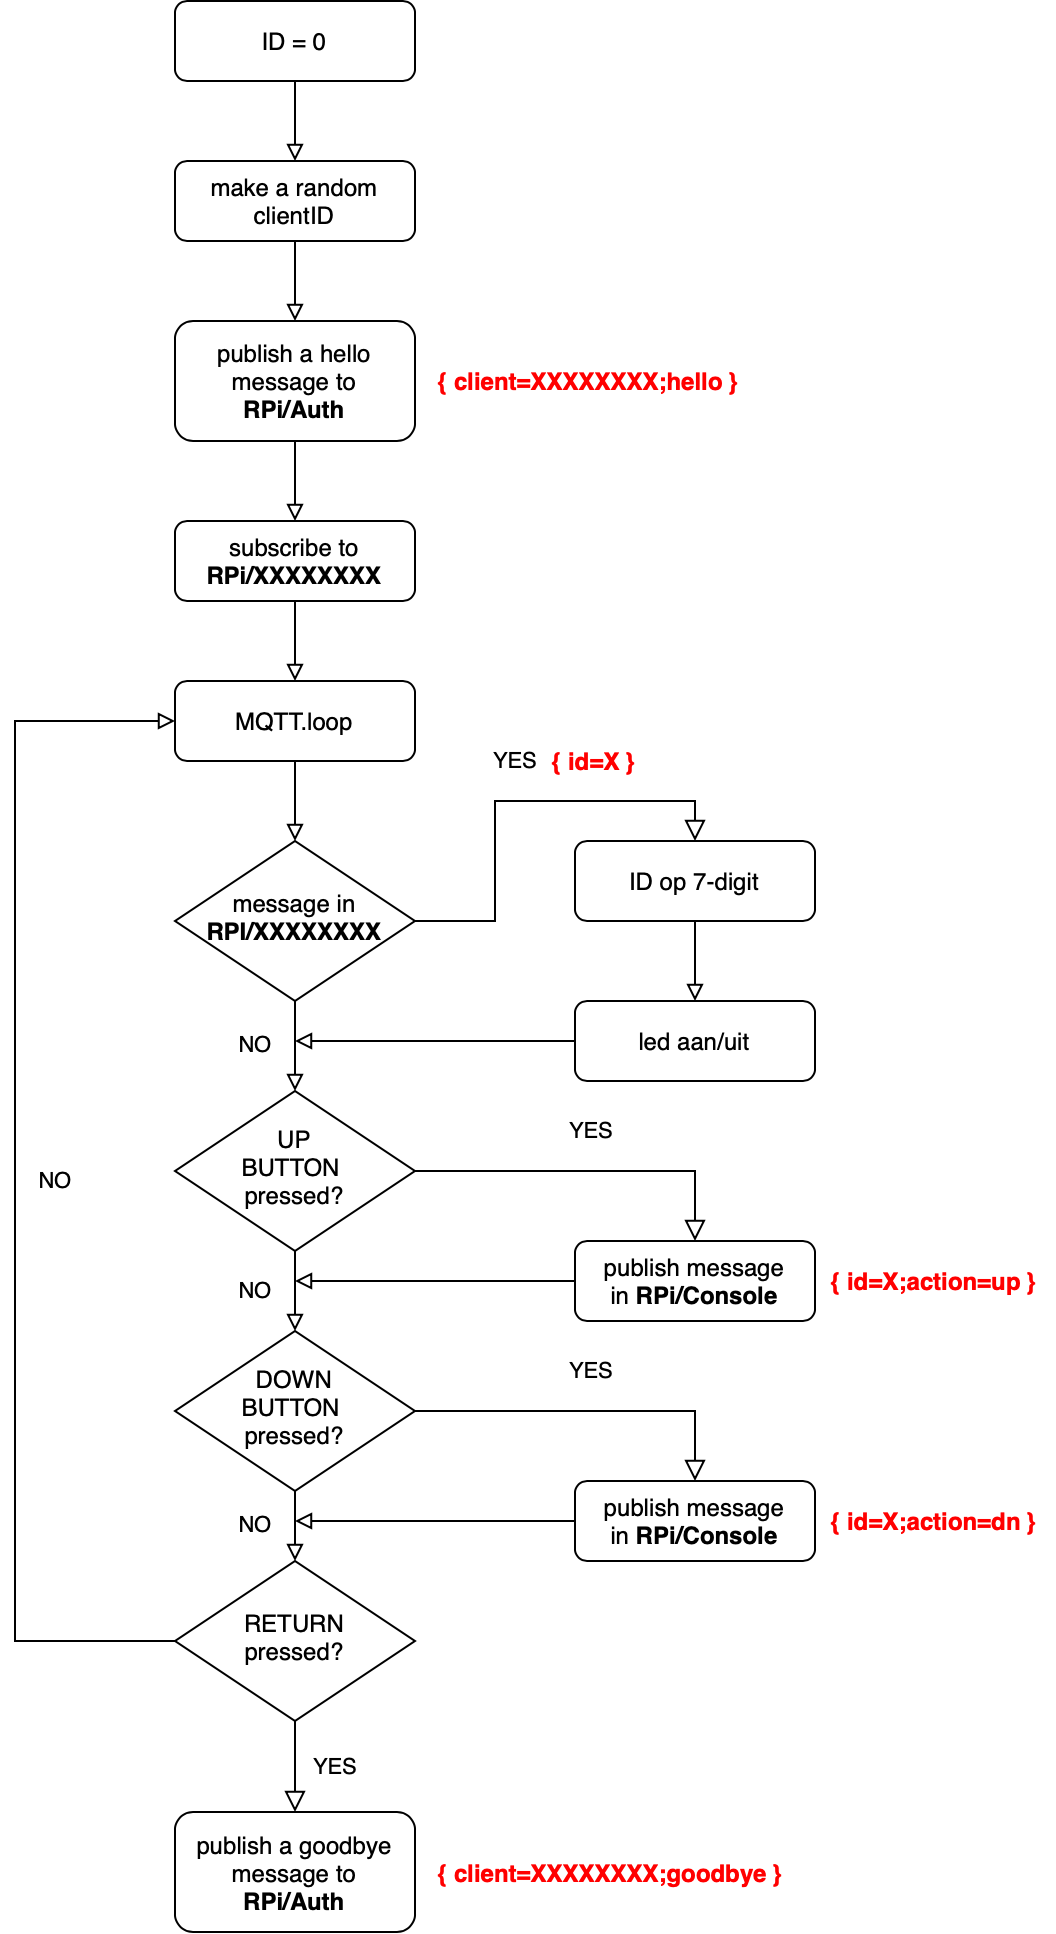 ID = 0
make a random
clientID
publish a hello
message to
RPi/Auth
{ client=XXXXXXXX;hello }
subscribe to
RPi/XXXXXXXX
MQTT.loop
YES { id=X }
message in
RPI/XXXXXXXX
ID op 7-digit
NO
led aan/uit
UP
BUTTON
pressed?
YES
NO
publish message
in RPi/Console
{ id=X;action=up }
NO
DOWN
BUTTON
pressed?
YES
publish message
in RPi/Console
{ id=X;action=dn }
NO
RETURN
pressed?
YES
publish a goodbye
message to
RPi/Auth
{ client=XXXXXXXX;goodbye }